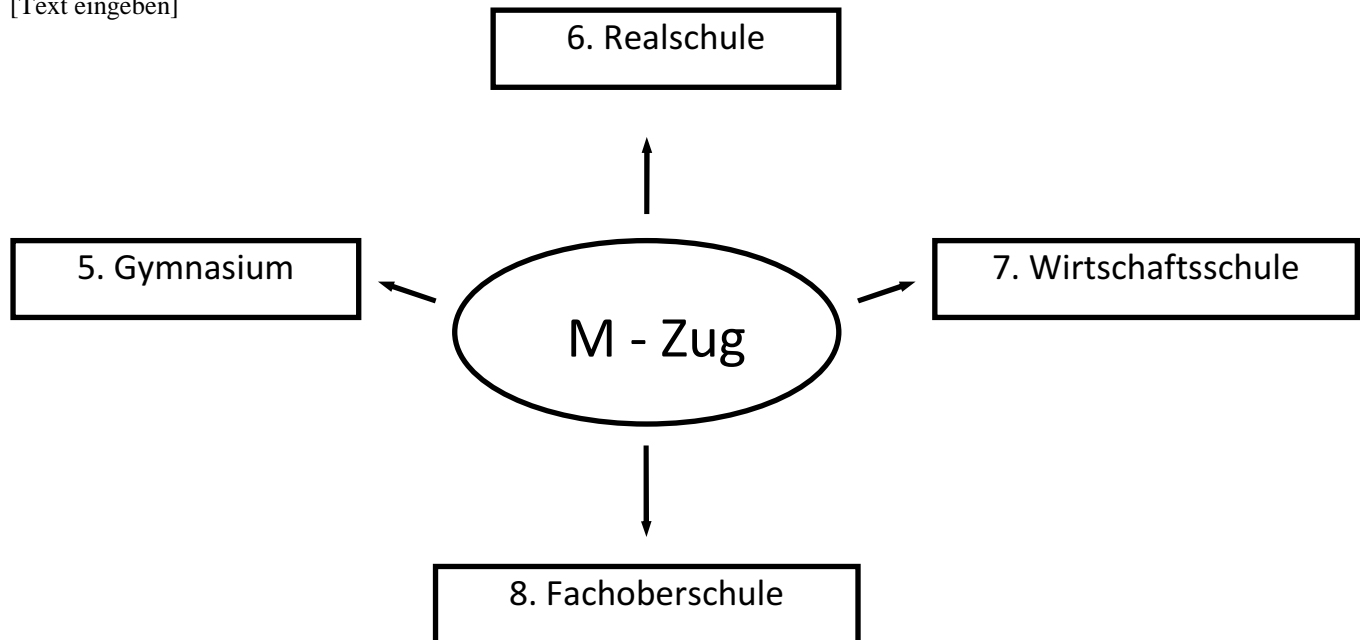 [Text eingeben]
6. Realschule
5. Gymnasium
7. Wirtschaftsschule
M - Zug
8. Fachoberschule